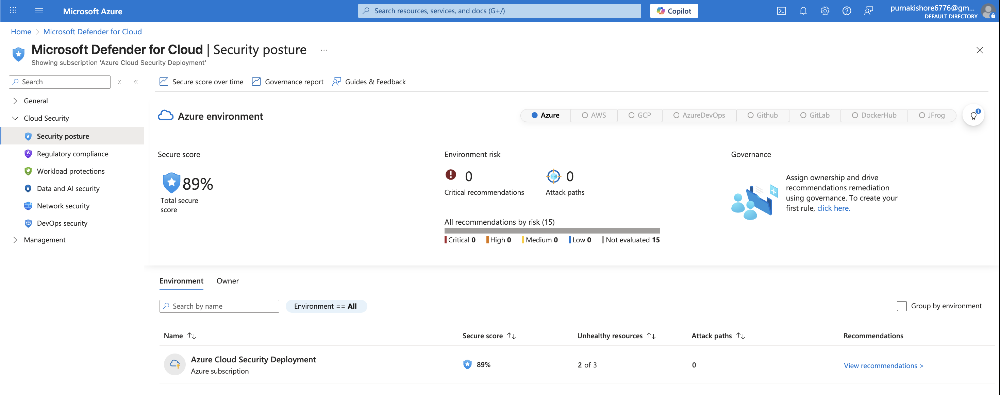 Microsoft Azure
Search resources, services, and docs (G+/)
Copilot
purnakishore6776@gm...
DEFAULT DIRECTORY
Home > Microsoft Defender for Cloud
Microsoft Defender for Cloud | Security posture ...
Showing subscription 'Azure Cloud Security Deployment'
Search
General
Cloud Security
Security posture
Regulatory compliance
Workload protections
Data and AI security
Network security
DevOps security
Management
Secure score over time
Governance report
Guides & Feedback
Azure environment
Azure
AWS
GCP
AzureDevOps
Github
GitLab
DockerHub
JFrog
1
Secure score
89%
Total secure
score
Environment risk
0
Critical recommendations
0
Attack paths
All recommendations by risk (15)
Critical 0
High 0
Medium 0
Low 0
Not evaluated 15
Governance
Assign ownership and drive
recommendations remediation
using governance. To create your
first rule, click here.
Environment
Owner
Search by name
Environment == All
Group by environment
Name
Secure score
Unhealthy resources
Attack paths
Recommendations
Azure Cloud Security Deployment
Azure subscription
89%
2 of 3
0
View recommendations >